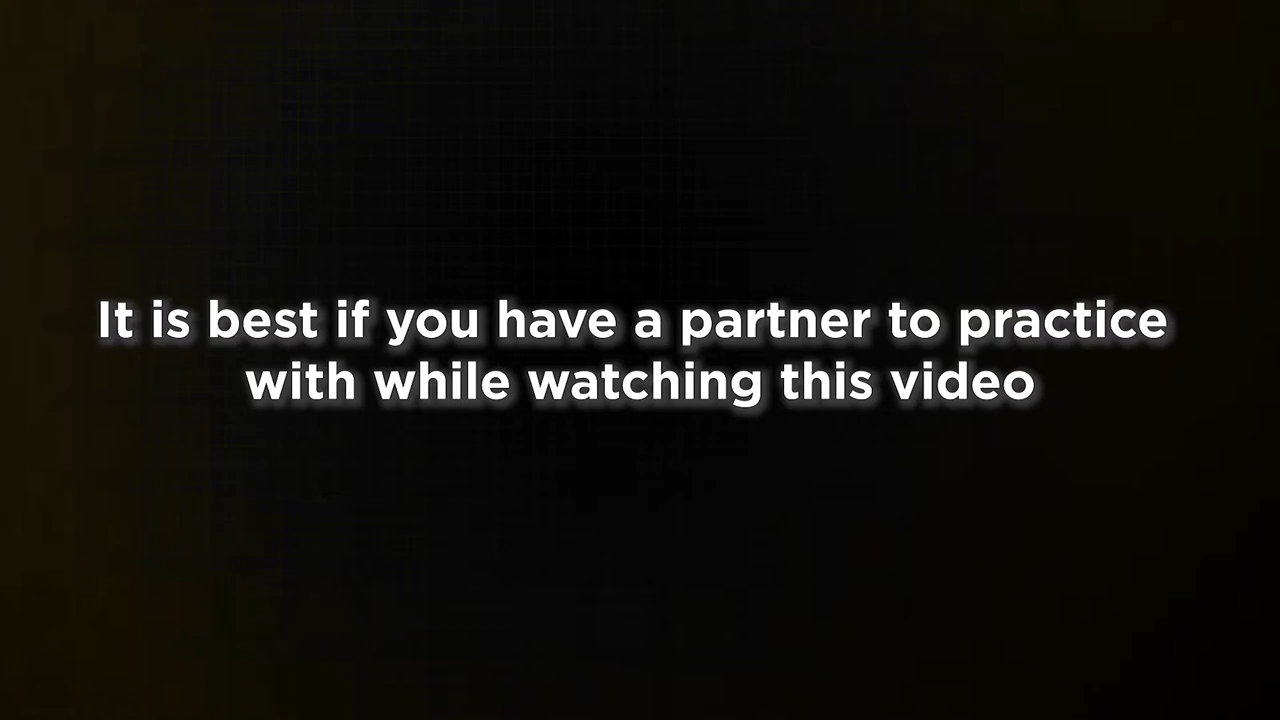 It is best if you have a partner to practice
with while watching this video